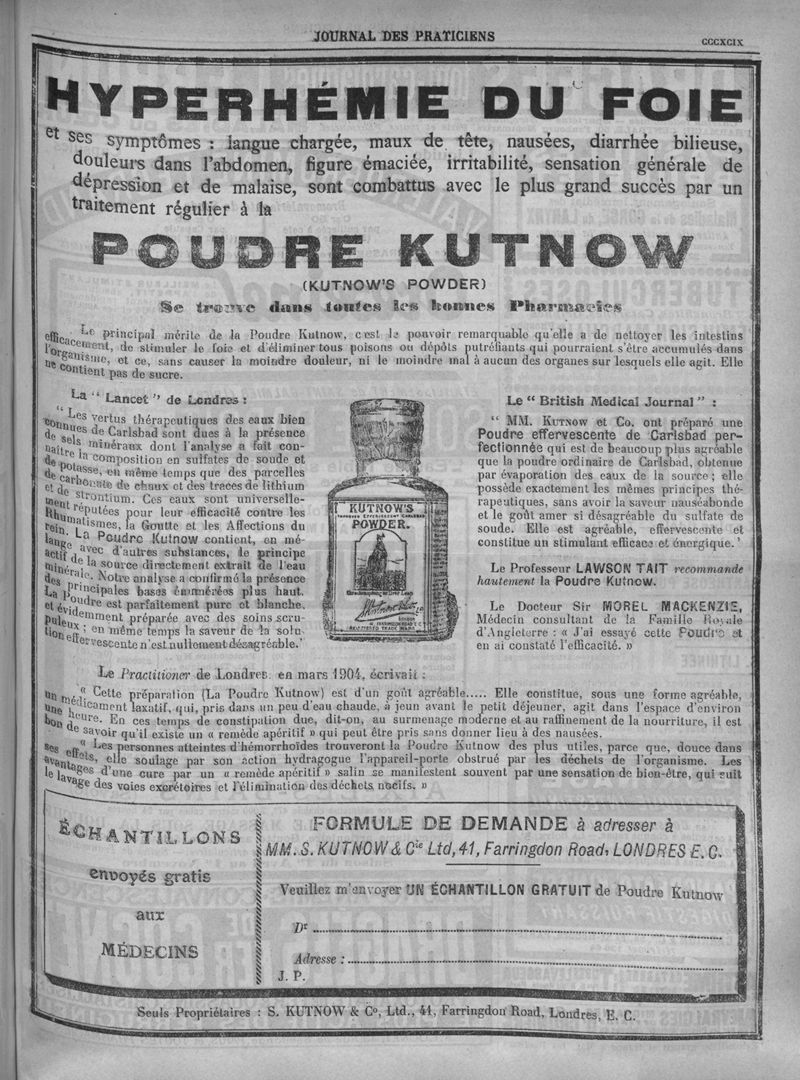 JOURNAL DES PRATICIENS
CCCXCIX
HYPERHÉMIE DU FOIE
et ses symptômes : langue chargée, maux de tête, nausées, diarrhée bilieuse,
douleurs dans l'abdomen, figure émaciée, irritabilité, sensation générale de
dépression et de malaise, sont combattus avec le plus grand succès par un
traitement régulier à la
POUDRE KUTNOW
(KUTNOW'S POWDER)
Se trouve dans toutes les bonnes Pharmacies
Le principal mérite de la Poudre Kutnow, c'est le pouvoir remarquable qu'elle a de nettoyer les intestins
efficacement, de stimuler le foie et d'éliminer tous poisons ou dépôts putréfiants qui pourraient s'être accumulés dans
l'organisme, et ce, sans causer la moindre douleur, ni le moindre mal à aucun des organes sur lesquels elle agit. Elle
ne contient pas de sucre.
La " Lancet " de Londres :
" Les vertus thérapeutiques des eaux bien
connues de Carlsbad sont dues à la présence
de sels minéraux dont l'analyse a fait con-
naître la composition en sulfates de soude et
de potasse, en même temps que des parcelles
de carbonate de chaux et des traces de lithium
et de strontium. Ces eaux sont universelle-
ment réputées pour leur efficacité contre les
Rhumatismes, la Goutte et les Affections du
rein. La Poudre Kutnow contient, en mé-
lange avec d'autres substances, le principe
actif de la source directement extrait de l'eau
minérale. Notre analyse a confirmé la présence
des principales bases énumérées plus haut.
La poudre est parfaitement pure et blanche,
et évidemment préparée avec des soins scru-
puleux ; en même temps la saveur de la solu-
tion effervescente n'est nullement désagréable.'
KUTNOW'S
IMPROVED EFFERVESCENT CARLSBAD
POWDER.
REGISTERED TRADE MARK
Le " British Medical Journal " :
" MM. KUTNOW et Co. ont préparé une
Poudre effervescente de Carlsbad per-
fectionnée qui est de beaucoup plus agréable
que la poudre ordinaire de Carlsbad, obtenue
par évaporation des eaux de la source ; elle
possède exactement les mêmes principes thé-
rapeutiques, sans avoir la saveur nauséabonde
et le goût amer si désagréable du sulfate de
soude. Elle est agréable, effervescente et
constitue un stimulant efficace et énergique.'
Le Professeur LAWSON TAIT recommande
hautement la Poudre Kutnow.
Le Docteur Sir MOREL MACKENZIE,
Médecin consultant de la Famille Royale
d'Angleterre : « J'ai essayé cette Poudre et
en ai constaté l'efficacité. »
Le Practitioner de Londres, en mars 1904, écrivait :
« Cette préparation (La Poudre Kutnow) est d'un goût agréable..... Elle constitue, sous une forme agréable,
un médicament laxatif, qui, pris dans un peu d'eau chaude, à jeun avant le petit déjeuner, agit dans l'espace d'environ
une heure. En ces temps de constipation due, dit-on, au surmenage moderne et au raffinement de la nourriture, il est
bon de savoir qu'il existe un « remède apéritif » qui peut être pris sans donner lieu à des nausées.
« Les personnes atteintes d'hémorrhoïdes trouveront la Poudre Kutnow des plus utiles, parce que, douce dans
ses effets, elle soulage par son action hydragogue l'appareil-porte obstrué par les déchets de l'organisme. Les
avantages d'une cure par un « remède apéritif » salin se manifestent souvent par une sensation de bien-être, qui suit
le lavage des voies excrétoires et l'élimination des déchets nocifs. »
ÉCHANTILLONS
envoyés gratis
aux
MÉDECINS
FORMULE DE DEMANDE à adresser à
MM. S. KUTNOW & Cie Ltd, 41, Farringdon Road, LONDRES E. C.
Veuillez m'envoyer UN ÉCHANTILLON GRATUIT de Poudre Kutnow
Dr
Adresse :
J. P.
Seuls Propriétaires : S. KUTNOW & Co, Ltd., 41, Farringdon Road, Londres, E. C.